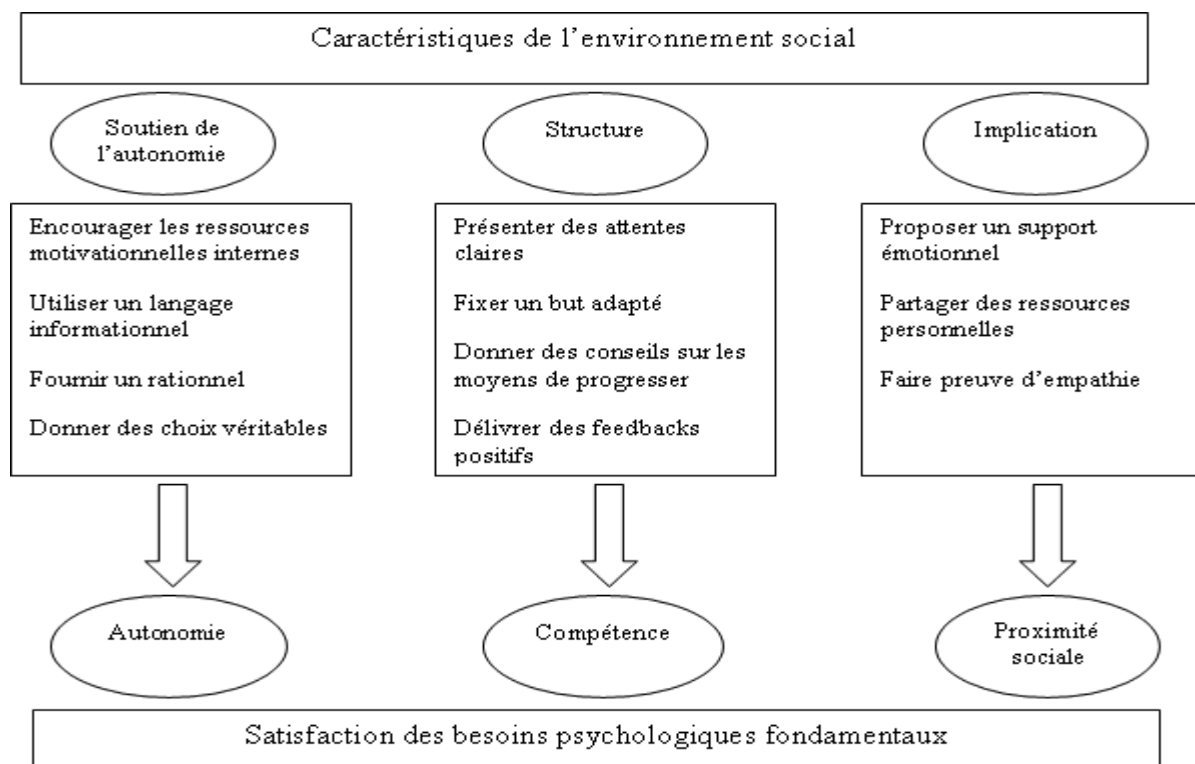 Caractéristiques de l'environnement social
Soutien de
l'autonomie
Structure
Implication
Encourager les ressources
motivationnelles internes
Utiliser un langage
informationnel
Fournir un rationnel
Donner des choix véritables
Présenter des attentes
claires
Fixer un but adapté
Donner des conseils sur les
moyens de progresser
Délivrer des feedbacks
positifs
Proposer un support
émotionnel
Partager des ressources
personnelles
Faire preuve d'empathie
Autonomie
Compétence
Proximité
sociale
Satisfaction des besoins psychologiques fondamentaux